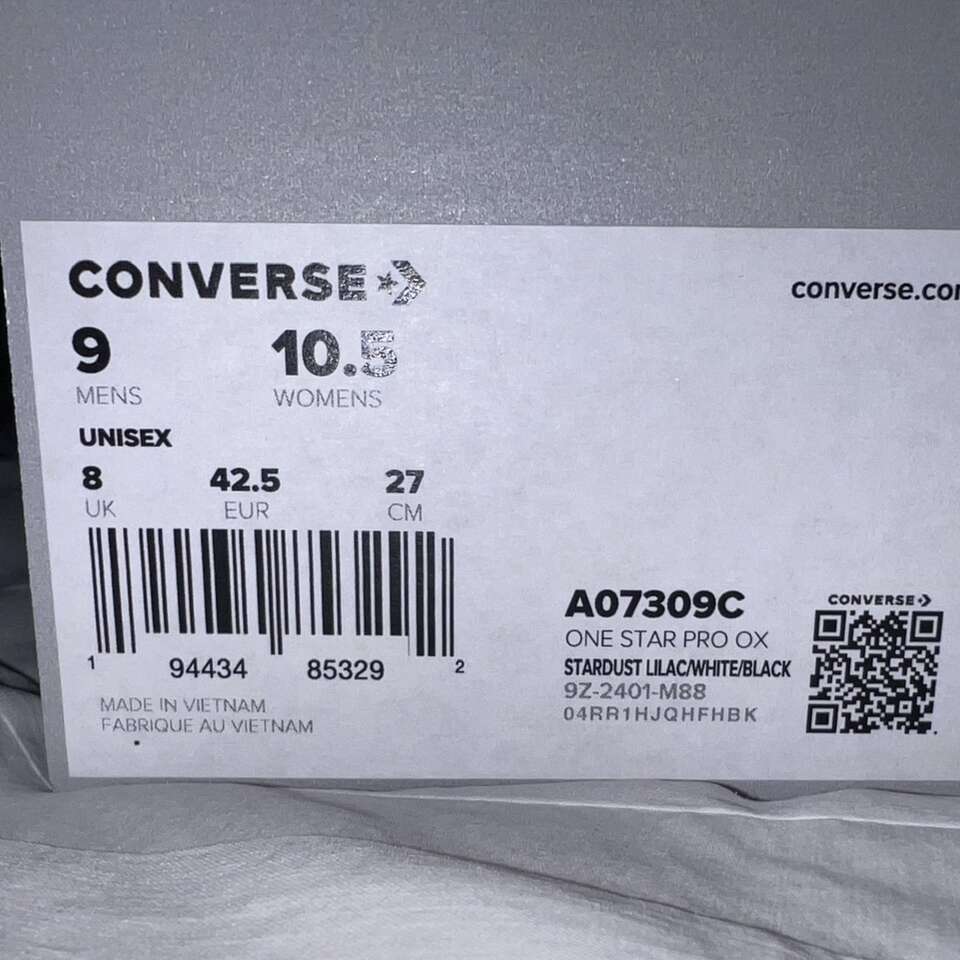 CONVERSE
converse.com
9 10.5
MENS WOMENS
UNISEX
8 42.5 27
UK EUR CM
1 94434 85329 2
MADE IN VIETNAM
FABRIQUE AU VIETNAM
A07309C
ONE STAR PRO OX
STARDUST LILAC/WHITE/BLACK
9Z-2401-M88
04RR1HJQHFHBK
CONVERSE